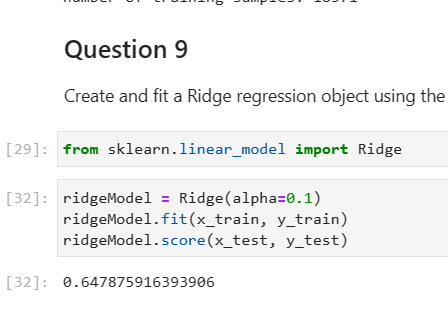 Question 9
Create and fit a Ridge regression object using the
[29]: from sklearn.linear_model import Ridge
[32]: ridgeModel = Ridge(alpha=0.1)
ridgeModel.fit(x_train, y_train)
ridgeModel.score(x_test, y_test)
[32]: 0.647875916393906